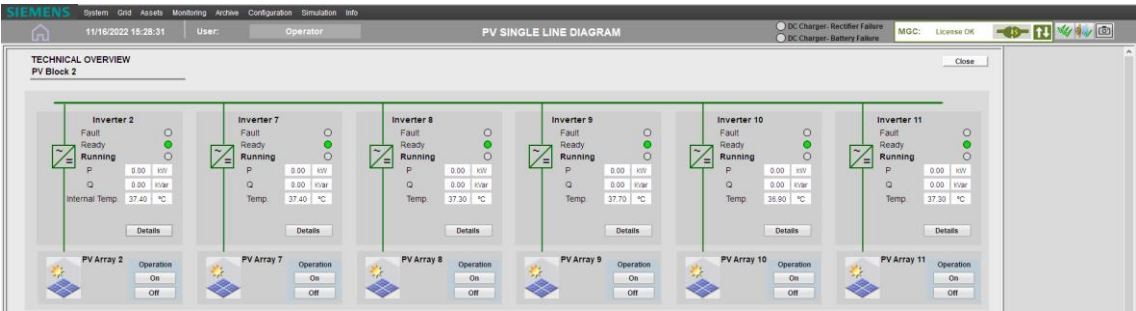 SIEMENS System Grid Assets Monitoring Archive Configuration Simulation Info
11/16/2022 15:28:31 User: Operator PV SINGLE LINE DIAGRAM DC Charger- Rectifier Failure MGC: License OK
DC Charger- Battery Failure
TECHNICAL OVERVIEW Close
PV Block 2
Inverter 2 Inverter 7 Inverter 8 Inverter 9 Inverter 10 Inverter 11
Fault Fault Fault Fault Fault Fault
Ready Ready Ready Ready Ready Ready
Running Running Running Running Running Running
P 0.00 kW P 0.00 kW P 0.00 kW P 0.00 kW P 0.00 kW P 0.00 kW
Q 0.00 kVar Q 0.00 kVar Q 0.00 kVar Q 0.00 kVar Q 0.00 kVar Q 0.00 kVar
Internal Temp. 37.40 °C Temp. 37.40 °C Temp. 37.30 °C Temp. 37.70 °C Temp. 36.90 °C Temp. 37.30 °C
Details Details Details Details Details Details
PV Array 2 Operation PV Array 7 Operation PV Array 8 Operation PV Array 9 Operation PV Array 10 Operation PV Array 11 Operation
On On On On On On
Off Off Off Off Off Off